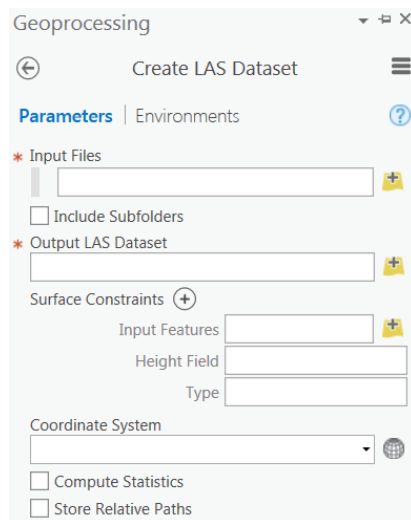 Geoprocessing
Create LAS Dataset
Parameters | Environments
* Input Files
Include Subfolders
* Output LAS Dataset
Surface Constraints
Input Features
Height Field
Type
Coordinate System
Compute Statistics
Store Relative Paths